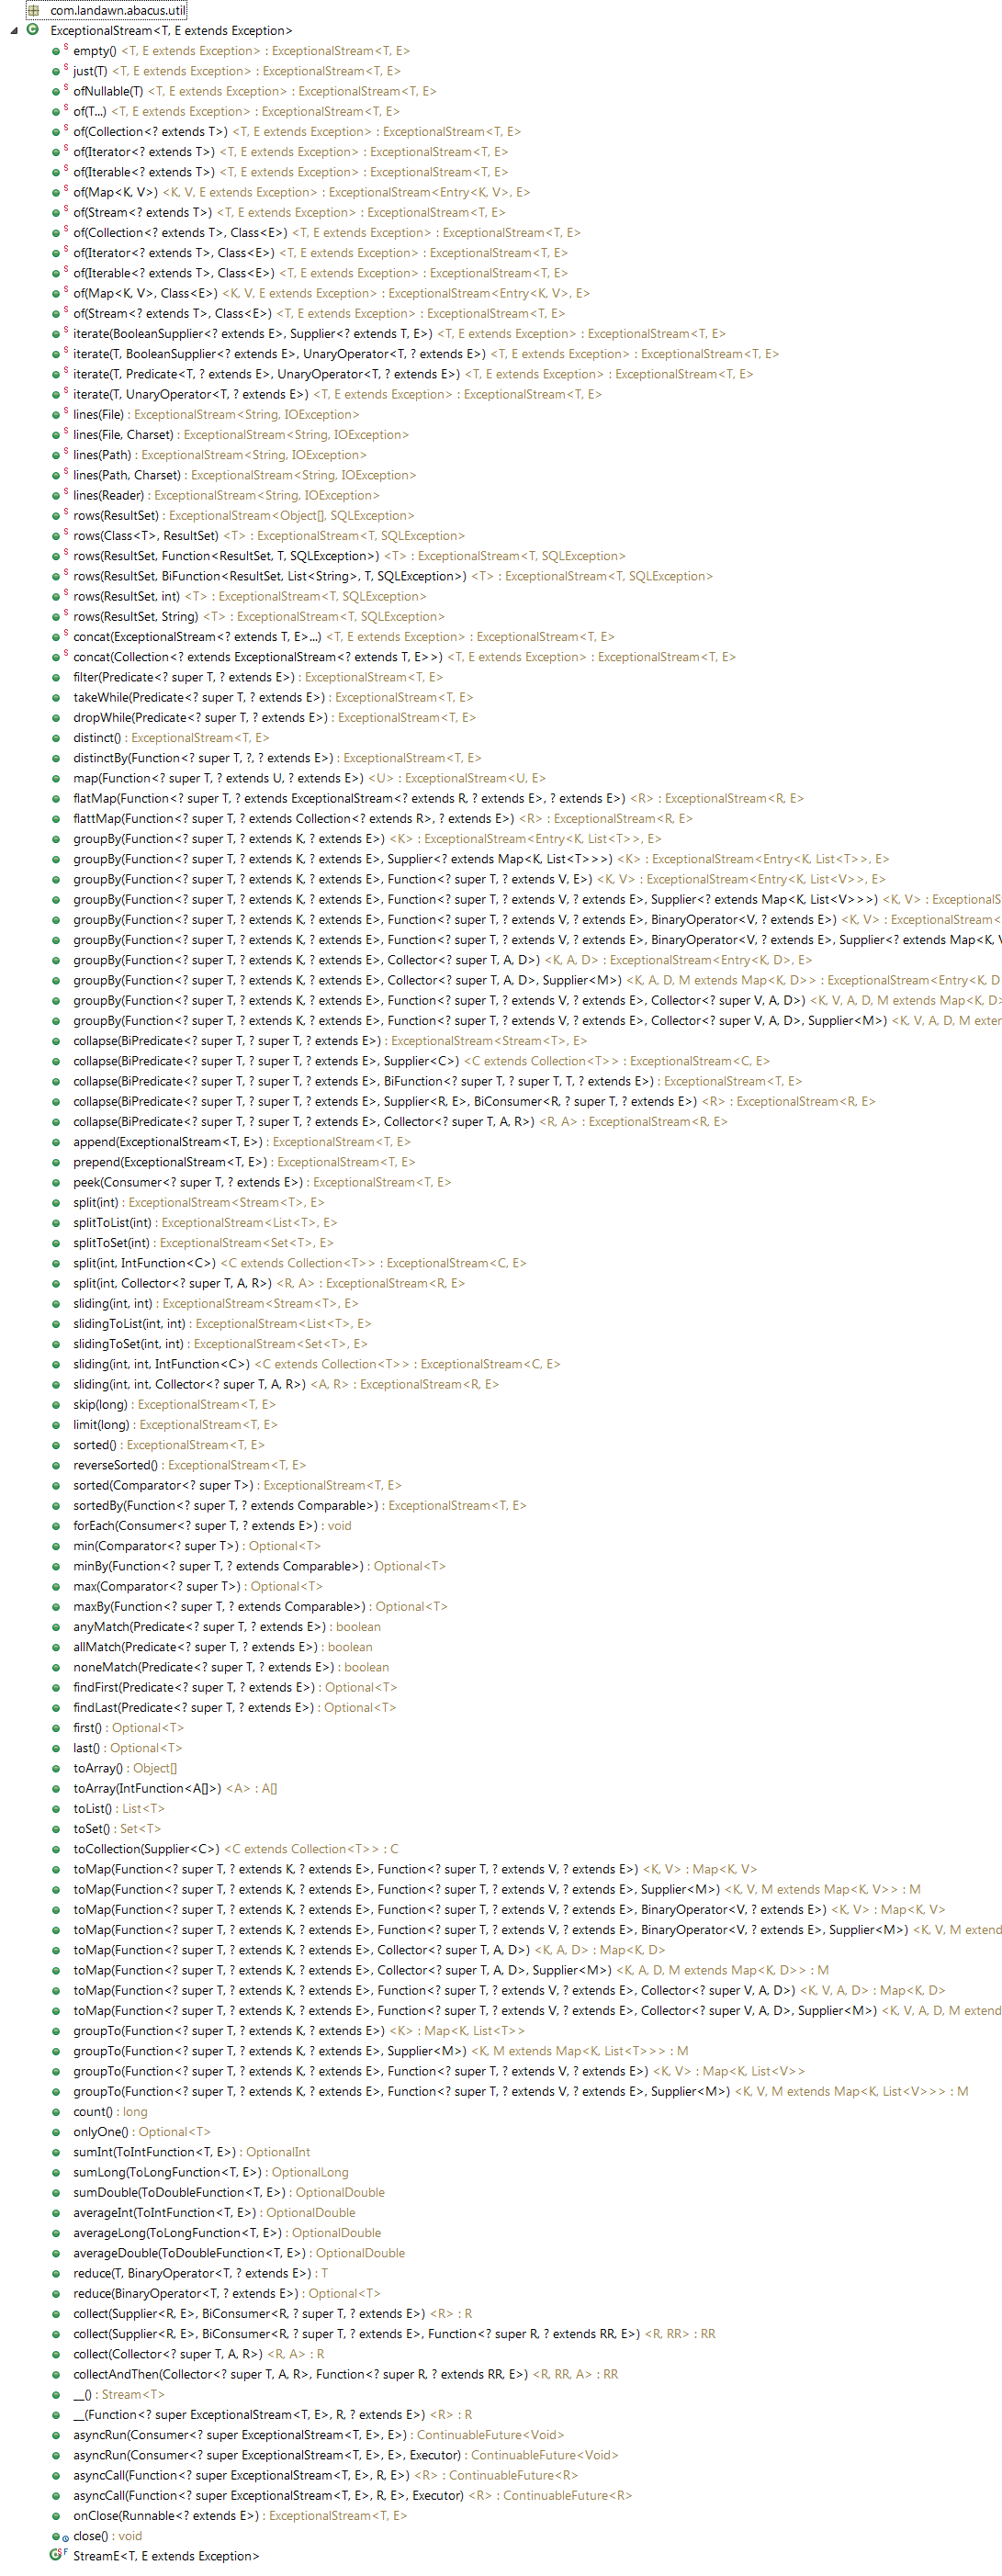 com.landawn.abacus.util
ExceptionalStream<T, E extends Exception>
S empty() <T, E extends Exception> : ExceptionalStream<T, E>
S just(T) <T, E extends Exception> : ExceptionalStream<T, E>
S ofNullable(T) <T, E extends Exception> : ExceptionalStream<T, E>
S of(T...) <T, E extends Exception> : ExceptionalStream<T, E>
S of(Collection<? extends T>) <T, E extends Exception> : ExceptionalStream<T, E>
S of(Iterator<? extends T>) <T, E extends Exception> : ExceptionalStream<T, E>
S of(Iterable<? extends T>) <T, E extends Exception> : ExceptionalStream<T, E>
S of(Map<K, V>) <K, V, E extends Exception> : ExceptionalStream<Entry<K, V>, E>
S of(Stream<? extends T>) <T, E extends Exception> : ExceptionalStream<T, E>
S of(Collection<? extends T>, Class<E>) <T, E extends Exception> : ExceptionalStream<T, E>
S of(Iterator<? extends T>, Class<E>) <T, E extends Exception> : ExceptionalStream<T, E>
S of(Iterable<? extends T>, Class<E>) <T, E extends Exception> : ExceptionalStream<T, E>
S of(Map<K, V>, Class<E>) <K, V, E extends Exception> : ExceptionalStream<Entry<K, V>, E>
S of(Stream<? extends T>, Class<E>) <T, E extends Exception> : ExceptionalStream<T, E>
S iterate(BooleanSupplier<? extends E>, Supplier<? extends T, E>) <T, E extends Exception> : ExceptionalStream<T, E>
S iterate(T, BooleanSupplier<? extends E>, UnaryOperator<T, ? extends E>) <T, E extends Exception> : ExceptionalStream<T, E>
S iterate(T, Predicate<T, ? extends E>, UnaryOperator<T, ? extends E>) <T, E extends Exception> : ExceptionalStream<T, E>
S iterate(T, UnaryOperator<T, ? extends E>) <T, E extends Exception> : ExceptionalStream<T, E>
S lines(File) : ExceptionalStream<String, IOException>
S lines(File, Charset) : ExceptionalStream<String, IOException>
S lines(Path) : ExceptionalStream<String, IOException>
S lines(Path, Charset) : ExceptionalStream<String, IOException>
S lines(Reader) : ExceptionalStream<String, IOException>
S rows(ResultSet) : ExceptionalStream<Object[], SQLException>
S rows(Class<T>, ResultSet) <T> : ExceptionalStream<T, SQLException>
S rows(ResultSet, Function<ResultSet, T, SQLException>) <T> : ExceptionalStream<T, SQLException>
S rows(ResultSet, BiFunction<ResultSet, List<String>, T, SQLException>) <T> : ExceptionalStream<T, SQLException>
S rows(ResultSet, int) <T> : ExceptionalStream<T, SQLException>
S rows(ResultSet, String) <T> : ExceptionalStream<T, SQLException>
S concat(ExceptionalStream<? extends T, E>...) <T, E extends Exception> : ExceptionalStream<T, E>
S concat(Collection<? extends ExceptionalStream<? extends T, E>>) <T, E extends Exception> : ExceptionalStream<T, E>
filter(Predicate<? super T, ? extends E>) : ExceptionalStream<T, E>
takeWhile(Predicate<? super T, ? extends E>) : ExceptionalStream<T, E>
dropWhile(Predicate<? super T, ? extends E>) : ExceptionalStream<T, E>
distinct() : ExceptionalStream<T, E>
distinctBy(Function<? super T, ?, ? extends E>) : ExceptionalStream<T, E>
map(Function<? super T, ? extends U, ? extends E>) <U> : ExceptionalStream<U, E>
flatMap(Function<? super T, ? extends ExceptionalStream<? extends R, ? extends E>, ? extends E>) <R> : ExceptionalStream<R, E>
flattMap(Function<? super T, ? extends Collection<? extends R>, ? extends E>) <R> : ExceptionalStream<R, E>
groupBy(Function<? super T, ? extends K, ? extends E>) <K> : ExceptionalStream<Entry<K, List<T>>, E>
groupBy(Function<? super T, ? extends K, ? extends E>, Supplier<? extends Map<K, List<T>>>) <K> : ExceptionalStream<Entry<K, List<T>>, E>
groupBy(Function<? super T, ? extends K, ? extends E>, Function<? super T, ? extends V, E>) <K, V> : ExceptionalStream<Entry<K, List<V>>, E>
groupBy(Function<? super T, ? extends K, ? extends E>, Function<? super T, ? extends V, ? extends E>, Supplier<? extends Map<K, List<V>>>) <K, V> : ExceptionalS
groupBy(Function<? super T, ? extends K, ? extends E>, Function<? super T, ? extends V, ? extends E>, BinaryOperator<V, ? extends E>) <K, V> : ExceptionalStream<
groupBy(Function<? super T, ? extends K, ? extends E>, Function<? super T, ? extends V, ? extends E>, BinaryOperator<V, ? extends E>, Supplier<? extends Map<K, V
groupBy(Function<? super T, ? extends K, ? extends E>, Collector<? super T, A, D>) <K, A, D> : ExceptionalStream<Entry<K, D>, E>
groupBy(Function<? super T, ? extends K, ? extends E>, Collector<? super T, A, D>, Supplier<M>) <K, A, D, M extends Map<K, D>> : ExceptionalStream<Entry<K, D
groupBy(Function<? super T, ? extends K, ? extends E>, Function<? super T, ? extends V, ? extends E>, Collector<? super V, A, D>) <K, V, A, D, M extends Map<K, D>
groupBy(Function<? super T, ? extends K, ? extends E>, Function<? super T, ? extends V, ? extends E>, Collector<? super V, A, D>, Supplier<M>) <K, V, A, D, M exte
collapse(BiPredicate<? super T, ? super T, ? extends E>) : ExceptionalStream<Stream<T>, E>
collapse(BiPredicate<? super T, ? super T, ? extends E>, Supplier<C>) <C extends Collection<T>> : ExceptionalStream<C, E>
collapse(BiPredicate<? super T, ? super T, ? extends E>, BiFunction<? super T, ? super T, T, ? extends E>) : ExceptionalStream<T, E>
collapse(BiPredicate<? super T, ? super T, ? extends E>, Supplier<R, E>, BiConsumer<R, ? super T, ? extends E>) <R> : ExceptionalStream<R, E>
collapse(BiPredicate<? super T, ? super T, ? extends E>, Collector<? super T, A, R>) <R, A> : ExceptionalStream<R, E>
append(ExceptionalStream<T, E>) : ExceptionalStream<T, E>
prepend(ExceptionalStream<T, E>) : ExceptionalStream<T, E>
peek(Consumer<? super T, ? extends E>) : ExceptionalStream<T, E>
split(int) : ExceptionalStream<Stream<T>, E>
splitToList(int) : ExceptionalStream<List<T>, E>
splitToSet(int) : ExceptionalStream<Set<T>, E>
split(int, IntFunction<C>) <C extends Collection<T>> : ExceptionalStream<C, E>
split(int, Collector<? super T, A, R>) <R, A> : ExceptionalStream<R, E>
sliding(int, int) : ExceptionalStream<Stream<T>, E>
slidingToList(int, int) : ExceptionalStream<List<T>, E>
slidingToSet(int, int) : ExceptionalStream<Set<T>, E>
sliding(int, int, IntFunction<C>) <C extends Collection<T>> : ExceptionalStream<C, E>
sliding(int, int, Collector<? super T, A, R>) <A, R> : ExceptionalStream<R, E>
skip(long) : ExceptionalStream<T, E>
limit(long) : ExceptionalStream<T, E>
sorted() : ExceptionalStream<T, E>
reverseSorted() : ExceptionalStream<T, E>
sorted(Comparator<? super T>) : ExceptionalStream<T, E>
sortedBy(Function<? super T, ? extends Comparable>) : ExceptionalStream<T, E>
forEach(Consumer<? super T, ? extends E>) : void
min(Comparator<? super T>) : Optional<T>
minBy(Function<? super T, ? extends Comparable>) : Optional<T>
max(Comparator<? super T>) : Optional<T>
maxBy(Function<? super T, ? extends Comparable>) : Optional<T>
anyMatch(Predicate<? super T, ? extends E>) : boolean
allMatch(Predicate<? super T, ? extends E>) : boolean
noneMatch(Predicate<? super T, ? extends E>) : boolean
findFirst(Predicate<? super T, ? extends E>) : Optional<T>
findLast(Predicate<? super T, ? extends E>) : Optional<T>
first() : Optional<T>
last() : Optional<T>
toArray() : Object[]
toArray(IntFunction<A[]>) <A> : A[]
toList() : List<T>
toSet() : Set<T>
toCollection(Supplier<C>) <C extends Collection<T>> : C
toMap(Function<? super T, ? extends K, ? extends E>, Function<? super T, ? extends V, ? extends E>) <K, V> : Map<K, V>
toMap(Function<? super T, ? extends K, ? extends E>, Function<? super T, ? extends V, ? extends E>, Supplier<M>) <K, V, M extends Map<K, V>> : M
toMap(Function<? super T, ? extends K, ? extends E>, Function<? super T, ? extends V, ? extends E>, BinaryOperator<V, ? extends E>) <K, V> : Map<K, V>
toMap(Function<? super T, ? extends K, ? extends E>, Function<? super T, ? extends V, ? extends E>, BinaryOperator<V, ? extends E>, Supplier<M>) <K, V, M extend
toMap(Function<? super T, ? extends K, ? extends E>, Collector<? super T, A, D>) <K, A, D> : Map<K, D>
toMap(Function<? super T, ? extends K, ? extends E>, Collector<? super T, A, D>, Supplier<M>) <K, A, D, M extends Map<K, D>> : M
toMap(Function<? super T, ? extends K, ? extends E>, Function<? super T, ? extends V, ? extends E>, Collector<? super V, A, D>) <K, V, A, D> : Map<K, D>
toMap(Function<? super T, ? extends K, ? extends E>, Function<? super T, ? extends V, ? extends E>, Collector<? super V, A, D>, Supplier<M>) <K, V, A, D, M extend
groupTo(Function<? super T, ? extends K, ? extends E>) <K> : Map<K, List<T>>
groupTo(Function<? super T, ? extends K, ? extends E>, Supplier<M>) <K, M extends Map<K, List<T>>> : M
groupTo(Function<? super T, ? extends K, ? extends E>, Function<? super T, ? extends V, ? extends E>) <K, V> : Map<K, List<V>>
groupTo(Function<? super T, ? extends K, ? extends E>, Function<? super T, ? extends V, ? extends E>, Supplier<M>) <K, V, M extends Map<K, List<V>>> : M
count() : long
onlyOne() : Optional<T>
sumInt(ToIntFunction<T, E>) : OptionalInt
sumLong(ToLongFunction<T, E>) : OptionalLong
sumDouble(ToDoubleFunction<T, E>) : OptionalDouble
averageInt(ToIntFunction<T, E>) : OptionalDouble
averageLong(ToLongFunction<T, E>) : OptionalDouble
averageDouble(ToDoubleFunction<T, E>) : OptionalDouble
reduce(T, BinaryOperator<T, ? extends E>) : T
reduce(BinaryOperator<T, ? extends E>) : Optional<T>
collect(Supplier<R, E>, BiConsumer<R, ? super T, ? extends E>) <R> : R
collect(Supplier<R, E>, BiConsumer<R, ? super T, ? extends E>, Function<? super R, ? extends RR, E>) <R, RR> : RR
collect(Collector<? super T, A, R>) <R, A> : R
collectAndThen(Collector<? super T, A, R>, Function<? super R, ? extends RR, E>) <R, RR, A> : RR
__() : Stream<T>
__(Function<? super ExceptionalStream<T, E>, R, ? extends E>) <R> : R
asyncRun(Consumer<? super ExceptionalStream<T, E>, E>) : ContinuableFuture<Void>
asyncRun(Consumer<? super ExceptionalStream<T, E>, E>, Executor) : ContinuableFuture<Void>
asyncCall(Function<? super ExceptionalStream<T, E>, R, E>) <R> : ContinuableFuture<R>
asyncCall(Function<? super ExceptionalStream<T, E>, R, E>, Executor) <R> : ContinuableFuture<R>
onClose(Runnable<? extends E>) : ExceptionalStream<T, E>
close() : void
StreamE<T, E extends Exception>